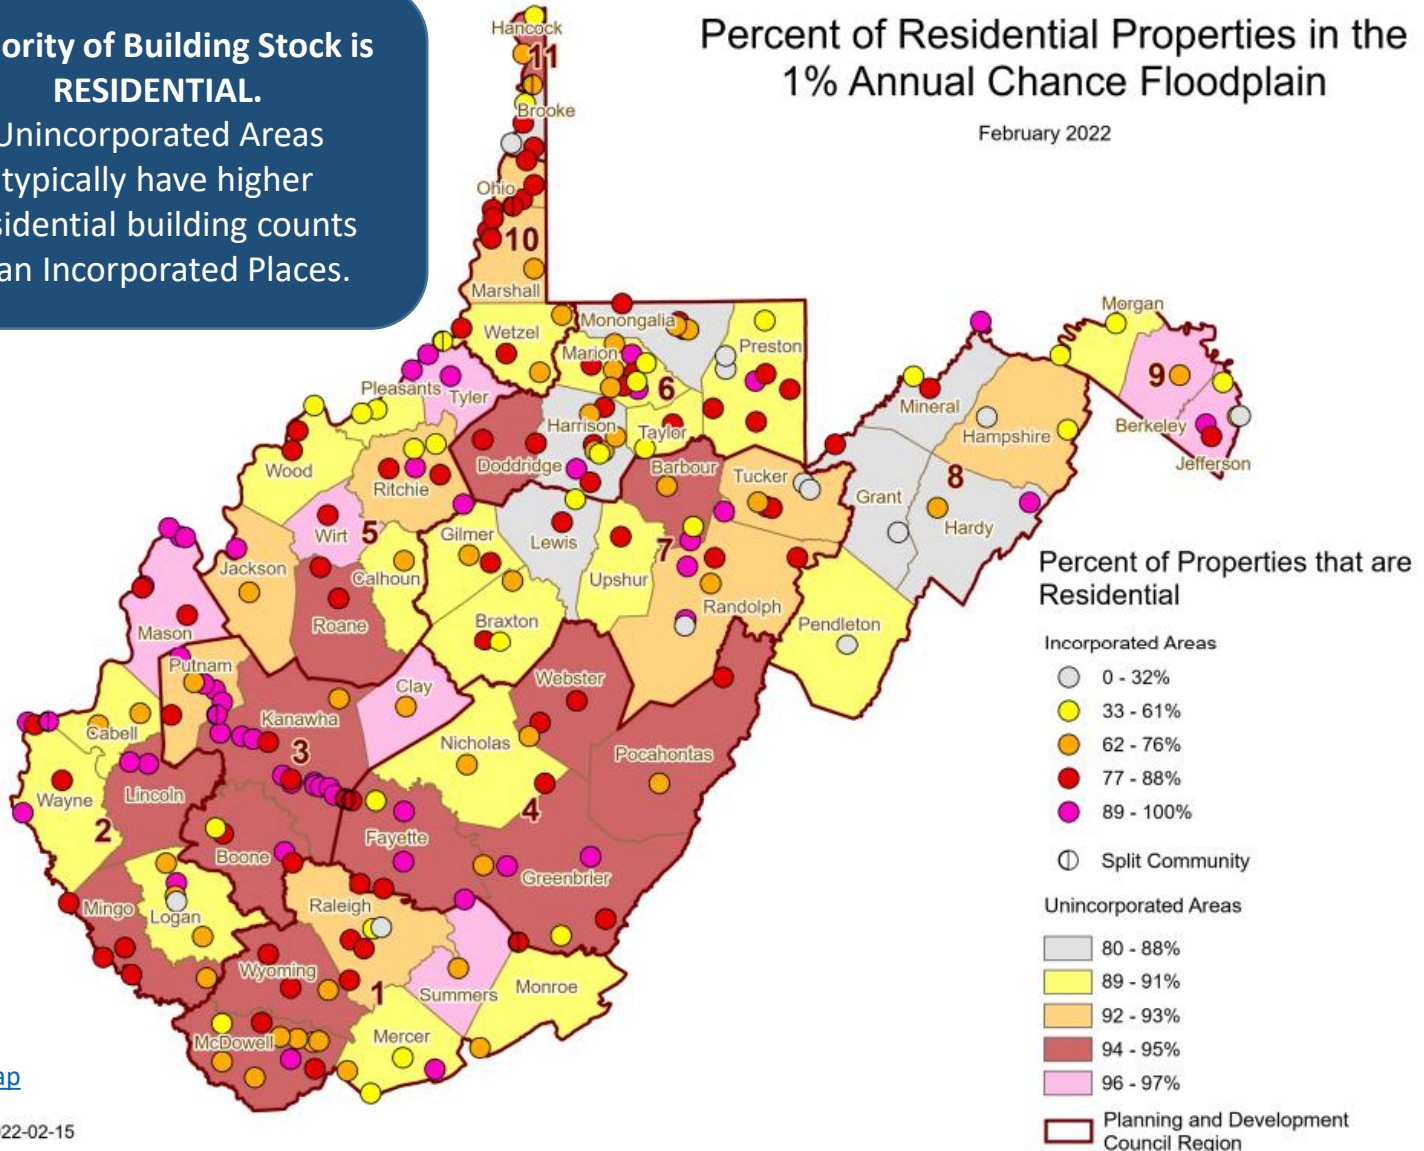 ority of Building Stock is
RESIDENTIAL.
Unincorporated Areas
typically have higher
sidential building counts
an Incorporated Places.
Percent of Residential Properties in the
1% Annual Chance Floodplain
February 2022
Hancock
11
Brooke
Ohio
10
Marshall
Wetzel
Monongalia
Marion
Preston
6
Pleasants
Tyler
Harrison
Taylor
Doddridge
Barbour
Tucker
Wood
Ritchie
Wirt
5
Gilmer
Lewis
Upshur
7
Randolph
Jackson
Calhoun
Roane
Braxton
Mason
Putnam
Clay
Webster
Pendleton
Morgan
9
Berkeley
Jefferson
Mineral
Hampshire
8
Grant
Hardy
Cabell
Kanawha
3
Nicholas
Pocahontas
Wayne
Lincoln
2
4
Fayette
Boone
Greenbrier
Mingo
Logan
Raleigh
Wyoming
1
Summers
Monroe
McDowell
Mercer
Percent of Properties that are
Residential
Incorporated Areas
0 - 32%
33 - 61%
62 - 76%
77 - 88%
89 - 100%
Split Community
Unincorporated Areas
80 - 88%
89 - 91%
92 - 93%
94 - 95%
96 - 97%
Planning and Development
Council Region
ap
22-02-15